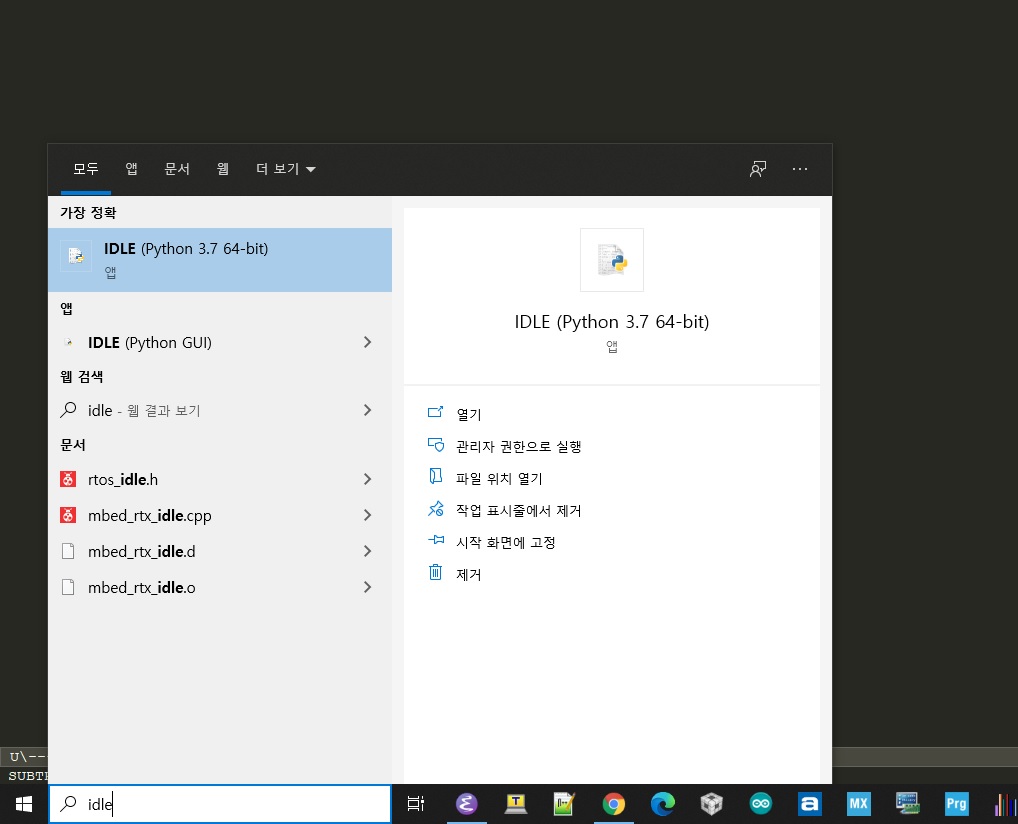 모두 앱 문서 웹 더 보기
가장 정확
IDLE (Python 3.7 64-bit)
앱
앱
IDLE (Python GUI)
웹 검색
idle - 웹 결과 보기
문서
rtos_idle.h
mbed_rtx_idle.cpp
mbed_rtx_idle.d
mbed_rtx_idle.o
IDLE (Python 3.7 64-bit)
앱
열기
관리자 권한으로 실행
파일 위치 열기
작업 표시줄에서 제거
시작 화면에 고정
제거
U\--
idle
T
a
MX
Prg